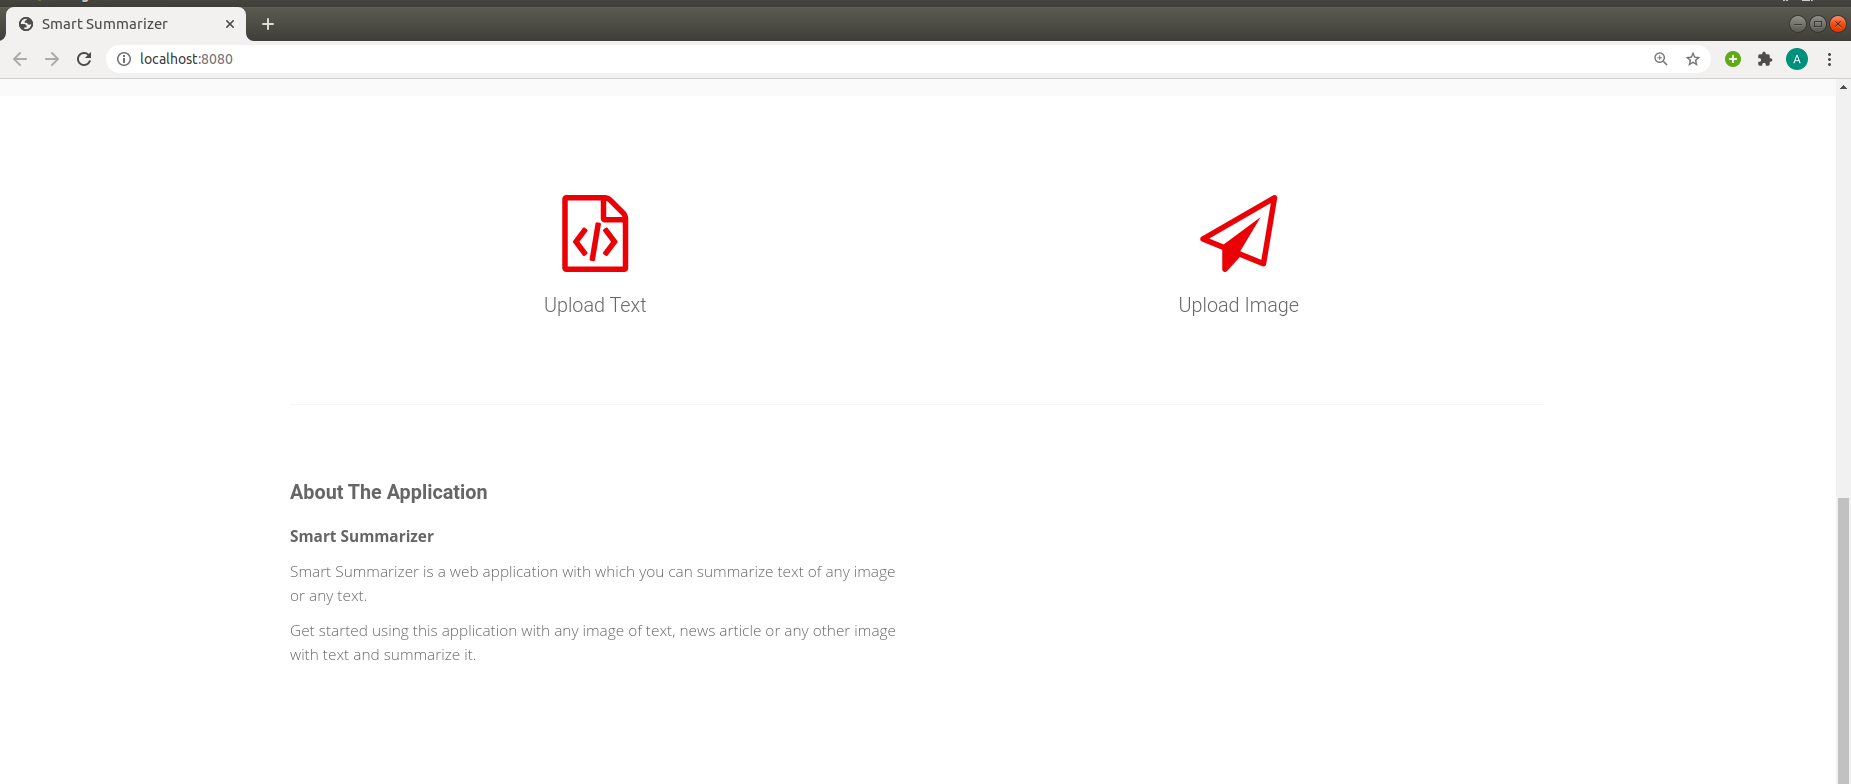 Smart Summarizer
localhost:8080
A
Upload Text
Upload Image
About The Application
Smart Summarizer
Smart Summarizer is a web application with which you can summarize text of any image
or any text.
Get started using this application with any image of text, news article or any other image
with text and summarize it.